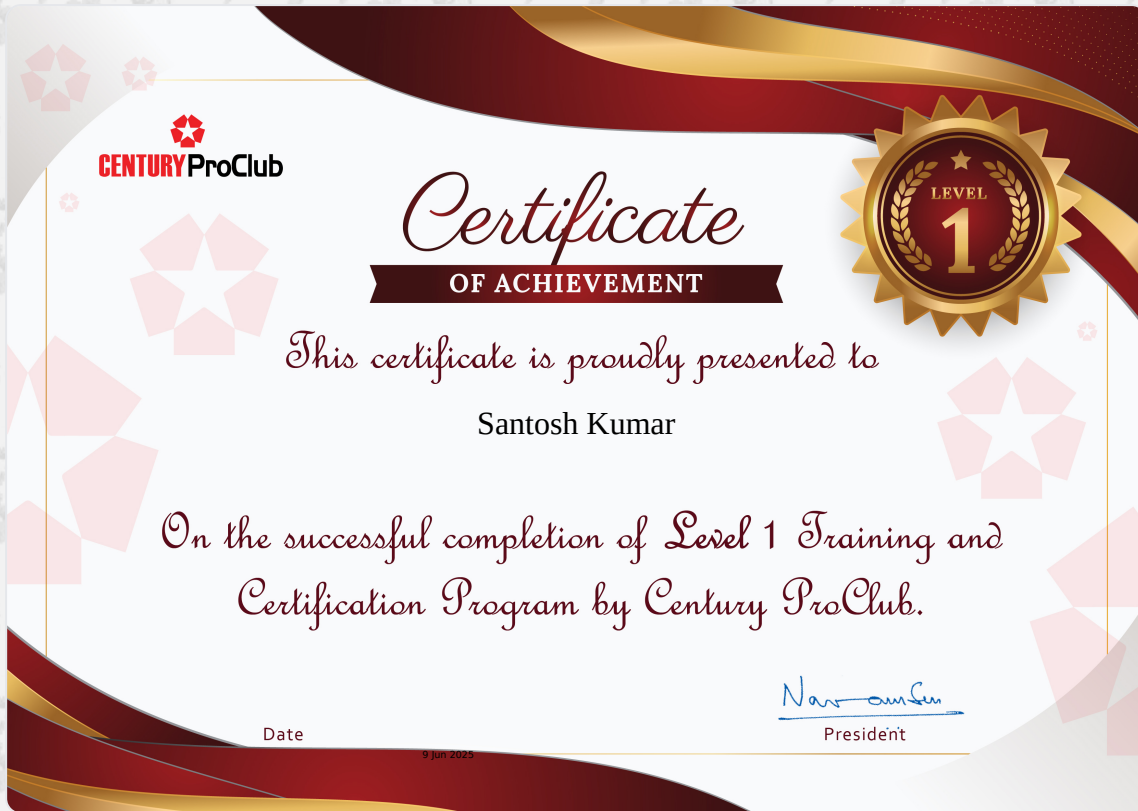 CENTURY ProClub
LEVEL
1
Certificate
OF ACHIEVEMENT
This certificate is proudly presented to
Santosh Kumar
On the successful completion of Level 1 Training and
Certification Program by Century ProClub.
Date
President
9 Jun 2025